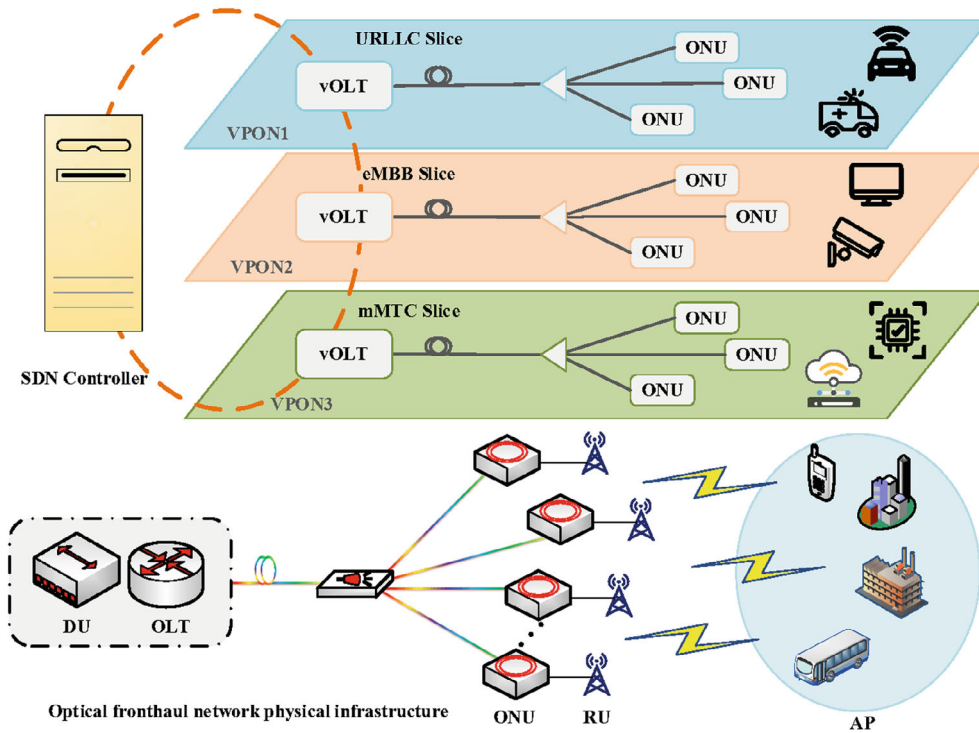 URLLC Slice
ONU
vOLT
ONU
ONU
VPON1
eMBB Slice
ONU
vOLT
ONU
ONU
VPON2
mMTC Slice
ONU
vOLT
ONU
ONU
VPON3
SDN Controller
DU
OLT
Optical fronthaul network physical infrastructure
ONU
RU
AP